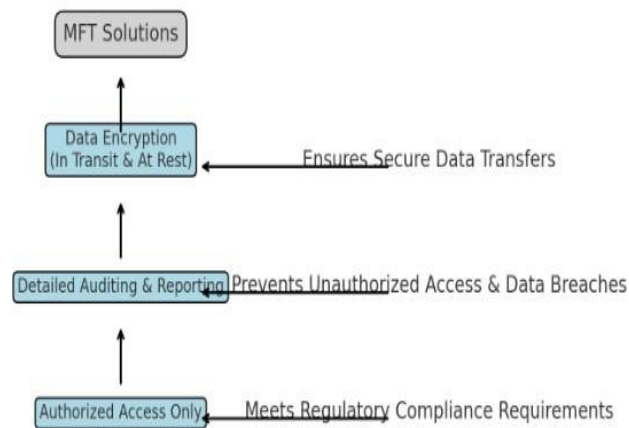 MFT Solutions
Data Encryption
(In Transit & At Rest)
Ensures Secure Data Transfers
Detailed Auditing & Reporting
Prevents Unauthorized Access & Data Breaches
Authorized Access Only
Meets Regulatory Compliance Requirements